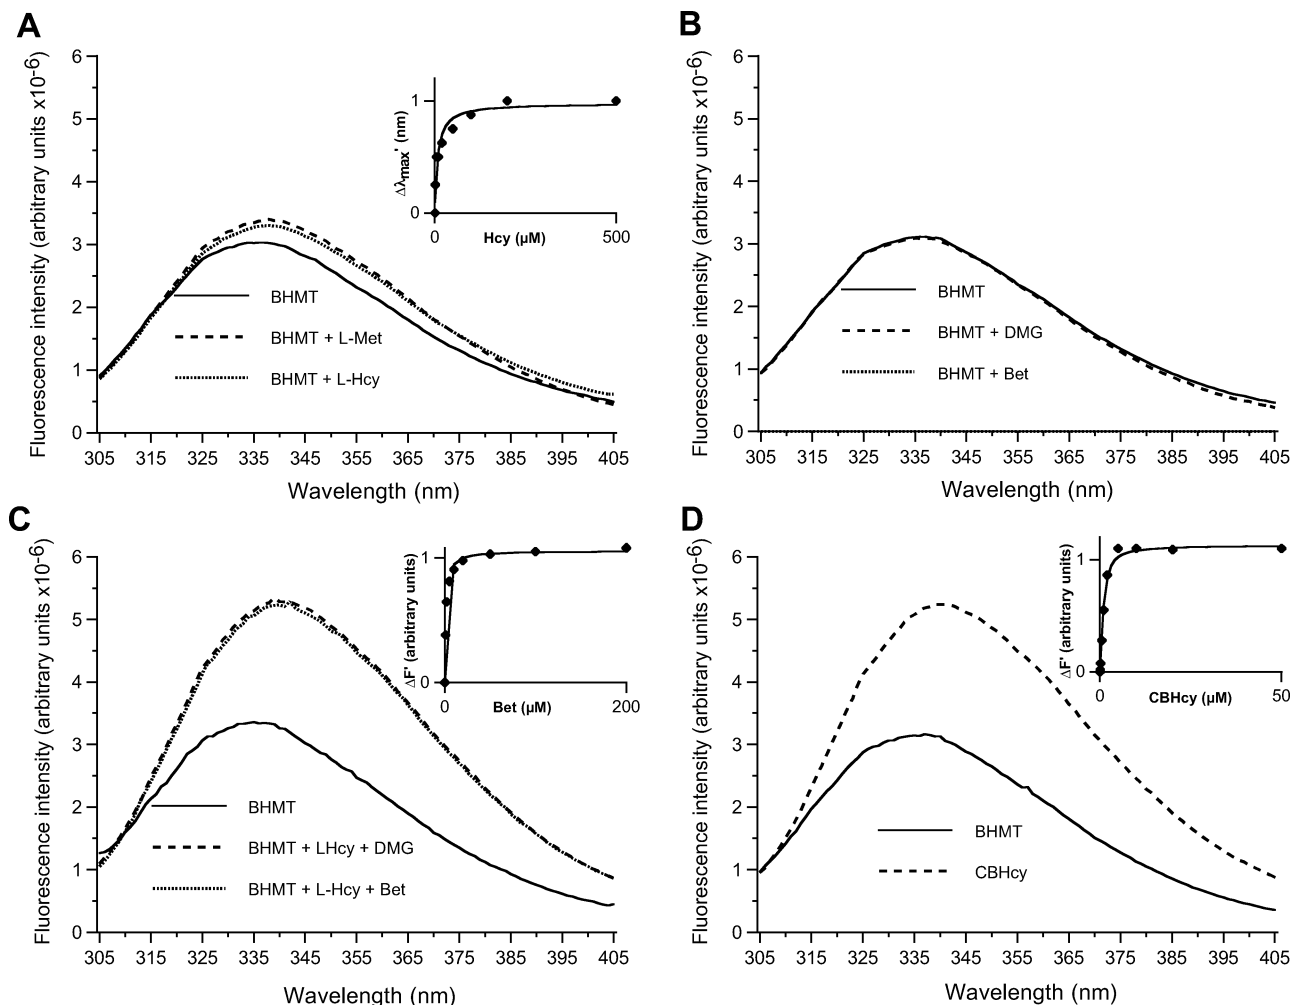 A
Fluorescence intensity (arbitrary units x10-6)
6
5
4
3
2
1
0
305 315 325 335 345 355 365 375 385 395 405
Wavelength (nm)
BHMT
BHMT + L-Met
BHMT + L-Hcy
Δλmax' (nm)
1
0
0 500
Hcy (µM)
B
Fluorescence intensity (arbitrary units x10-6)
6
5
4
3
2
1
0
305 315 325 335 345 355 365 375 385 395 405
Wavelength (nm)
BHMT
BHMT + DMG
BHMT + Bet
C
Fluorescence intensity (arbitrary units x10-6)
6
5
4
3
2
1
0
305 315 325 335 345 355 365 375 385 395 405
Wavelength (nm)
BHMT
BHMT + LHcy + DMG
BHMT + L-Hcy + Bet
ΔF' (arbitrary units)
1
0
0 200
Bet (µM)
D
Fluorescence intensity (arbitrary units x10-6)
6
5
4
3
2
1
0
305 315 325 335 345 355 365 375 385 395 405
Wavelength (nm)
BHMT
CBHcy
ΔF' (arbitrary units)
1
0
0 50
CBHcy (µM)